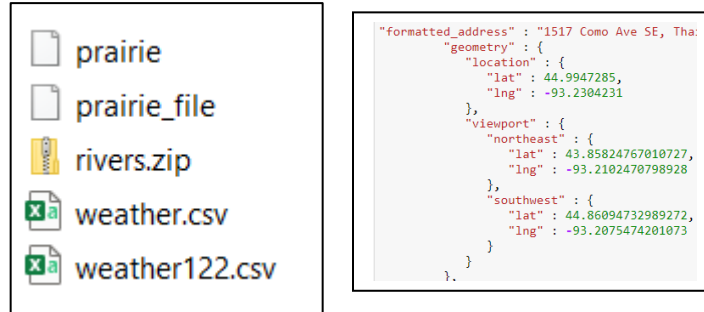 prairie
prairie_file
rivers.zip
weather.csv
weather122.csv
"formatted_address" : "1517 Como Ave SE, Tha
"geometry" : {
"location" : {
"lat" : 44.9947285,
"lng" : -93.2304231
},
"viewport" : {
"northeast" : {
"lat" : 43.85824767010727,
"lng" : -93.2102470798928
},
"southwest" : {
"lat" : 44.86094732989272,
"lng" : -93.2075474201073
}
}
},